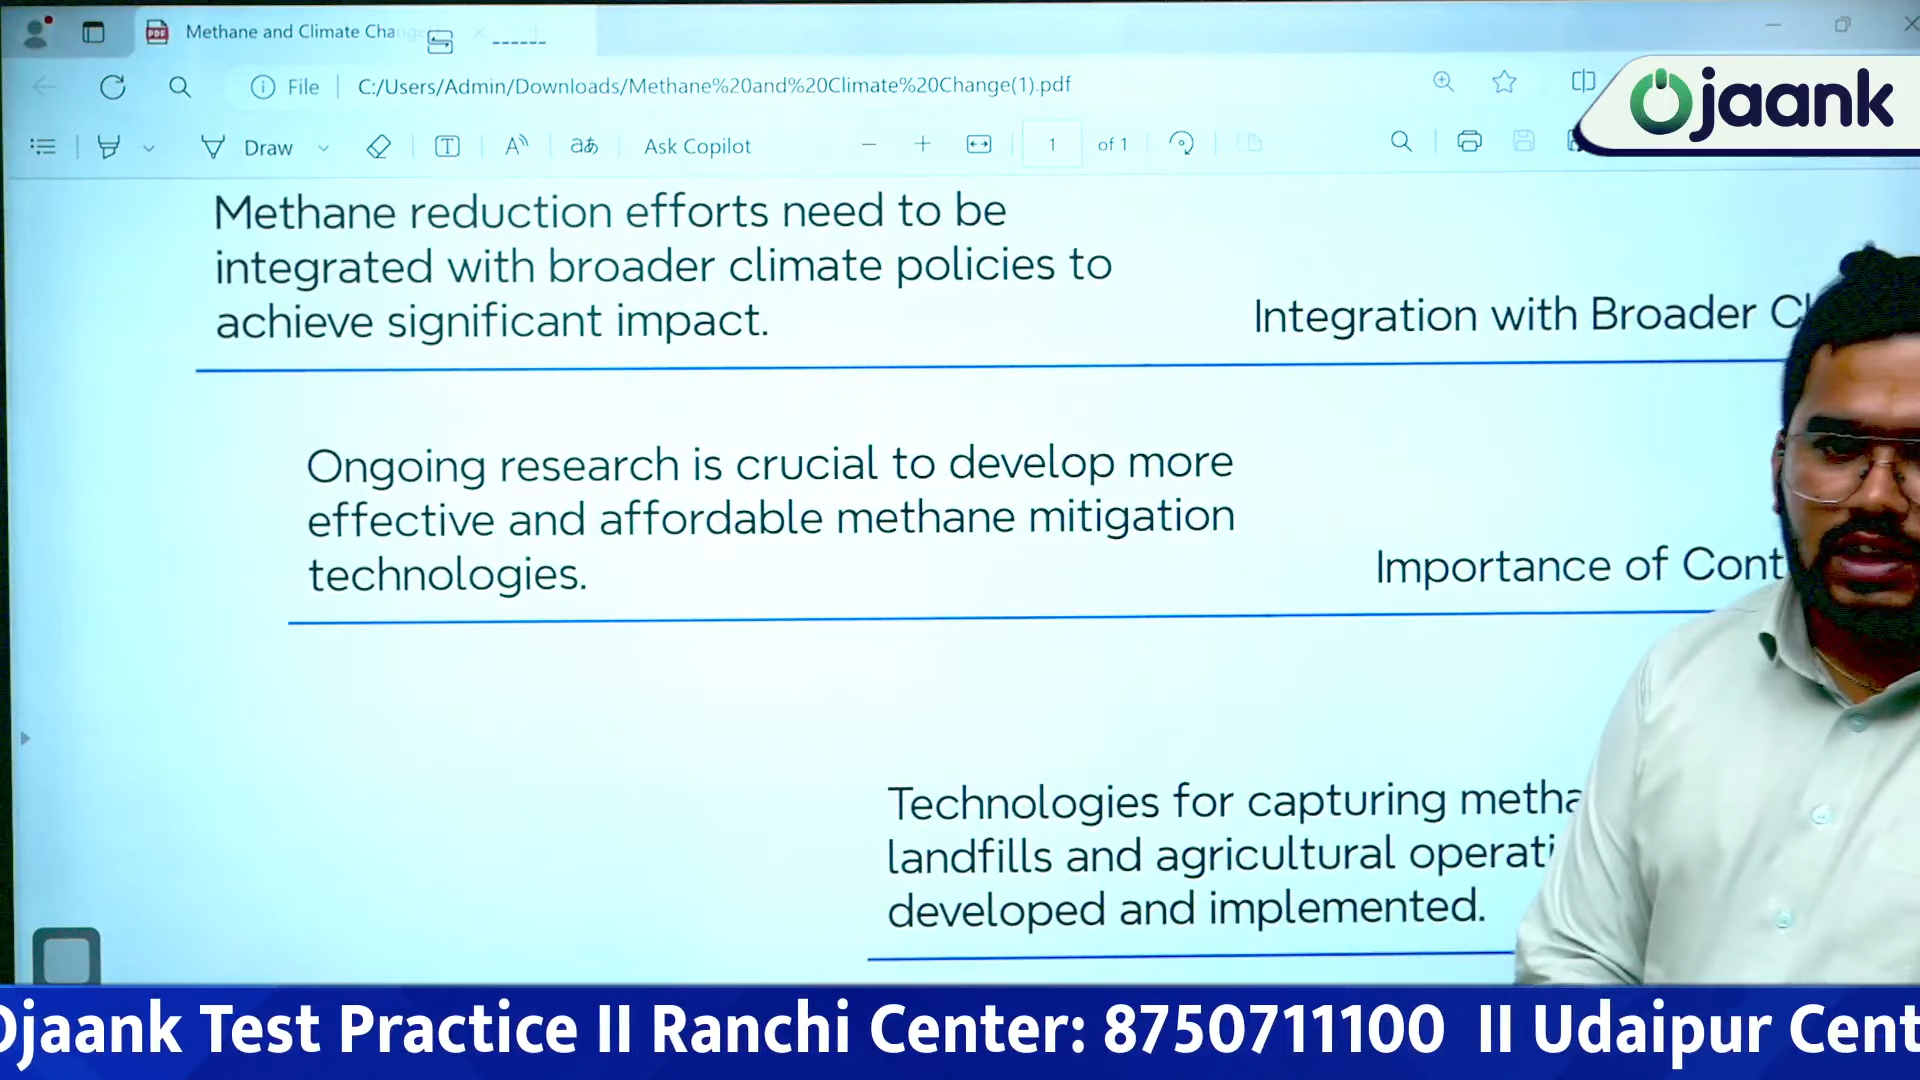 Methane and Climate Change
File
C:/Users/Admin/Downloads/Methane%20and%20Climate%20Change(1).pdf
Ojaank
Draw
Ask Copilot
1
of 1
Methane reduction efforts need to be
integrated with broader climate policies to
achieve significant impact.
Integration with Broader
Ongoing research is crucial to develop more
effective and affordable methane mitigation
technologies.
Importance of Cont
Technologies for capturing metha
landfills and agricultural operati
developed and implemented.
Ojaank Test Practice II Ranchi Center: 8750711100 II Udaipur Cent